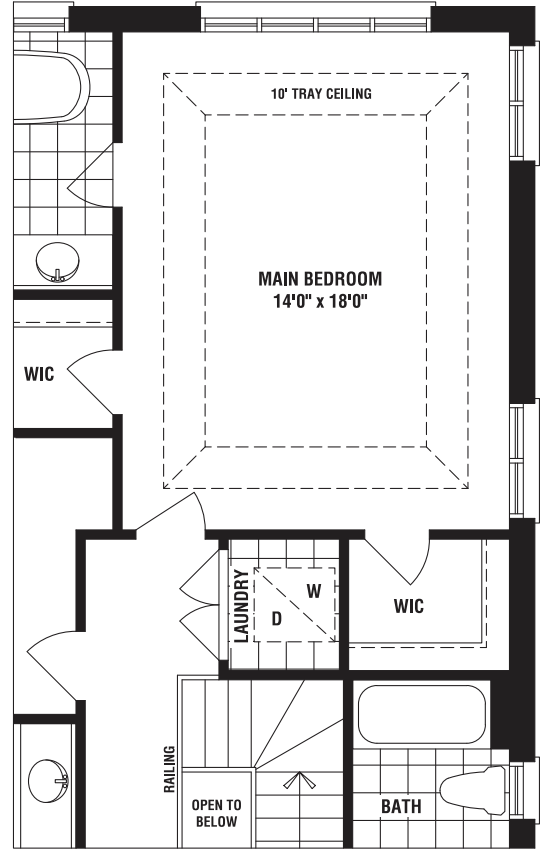 10' TRAY CEILING
MAIN BEDROOM
14'0" x 18'0"
WIC
LAUNDRY
W
D
WIC
RAILING
OPEN TO
BELOW
BATH